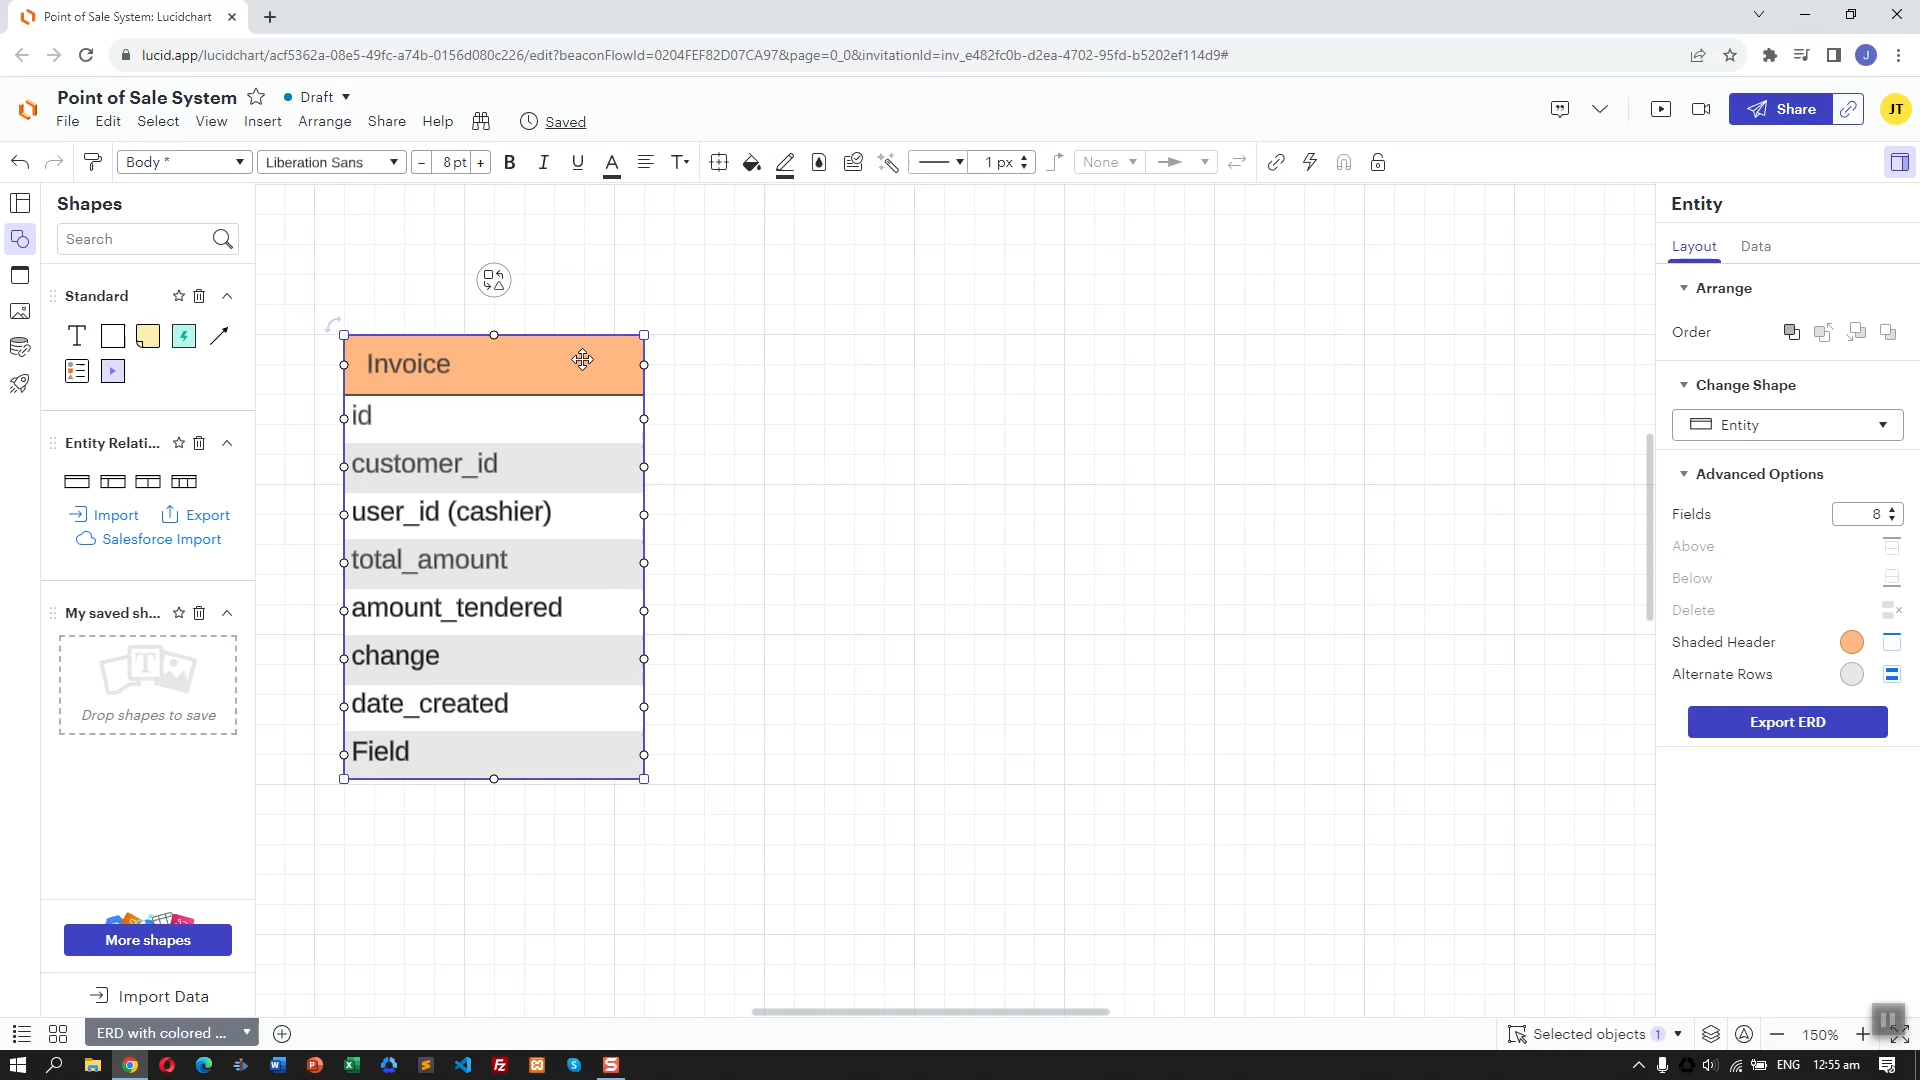 Point of Sale System: Lucidchart
lucid.app/lucidchart/acf5362a-08e5-49fc-a74b-0156d080c226/edit?beaconFlowId=0204FEF82D07CA97&page=0_0&invitationId=inv_e482fc0b-d2ea-4702-95fd-b5202ef114d9#
J
Point of Sale System
Draft
Share
JT
File Edit Select View Insert Arrange Share Help
Saved
Body *
Liberation Sans
- 8 pt +
B I U A T
1 px
None
Shapes
Search
Standard
T
Entity Relati...
Import Export
Salesforce Import
My saved sh...
T
Drop shapes to save
More shapes
Import Data
Invoice
id
customer_id
user_id (cashier)
total_amount
amount_tendered
change
date_created
Field
Entity
Layout Data
Arrange
Order
Change Shape
Entity
Advanced Options
Fields 8
Above
Below
Delete
Shaded Header
Alternate Rows
Export ERD
ERD with colored ...
Selected objects 1
150%
ENG 12:55 am